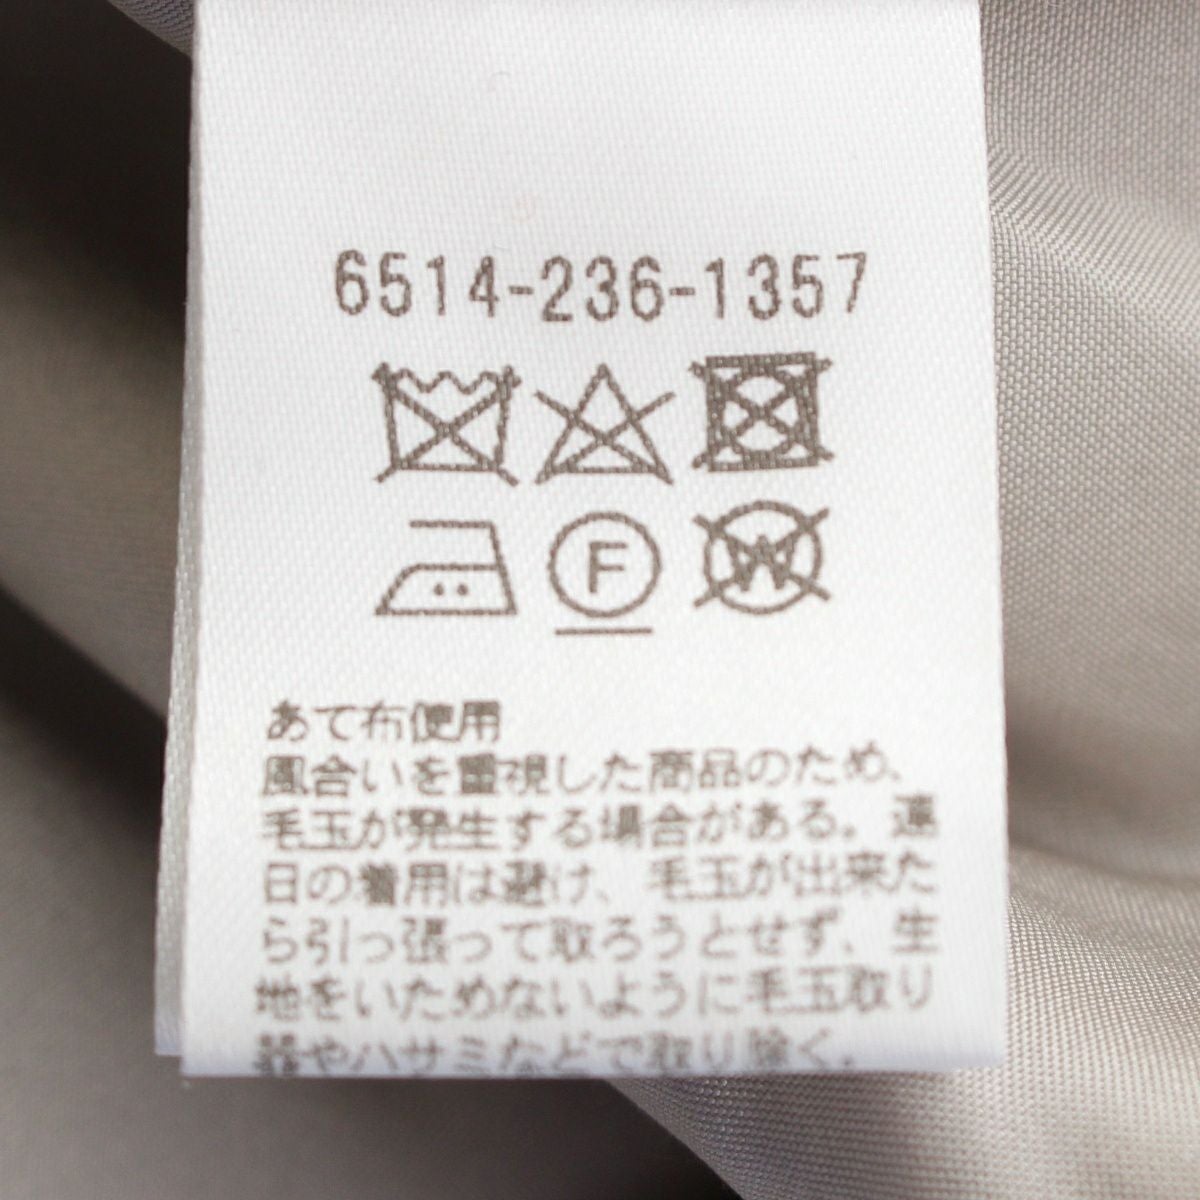 6514-236-1357
F
W
あて布使用
風合いを重視した商品のため、
毛玉が発生する場合がある。連
日の着用は避け、毛玉が出来た
ら引っ張って取ろうとせず、生
地をいためないように毛玉取り
器やハサミなどで取り除く。